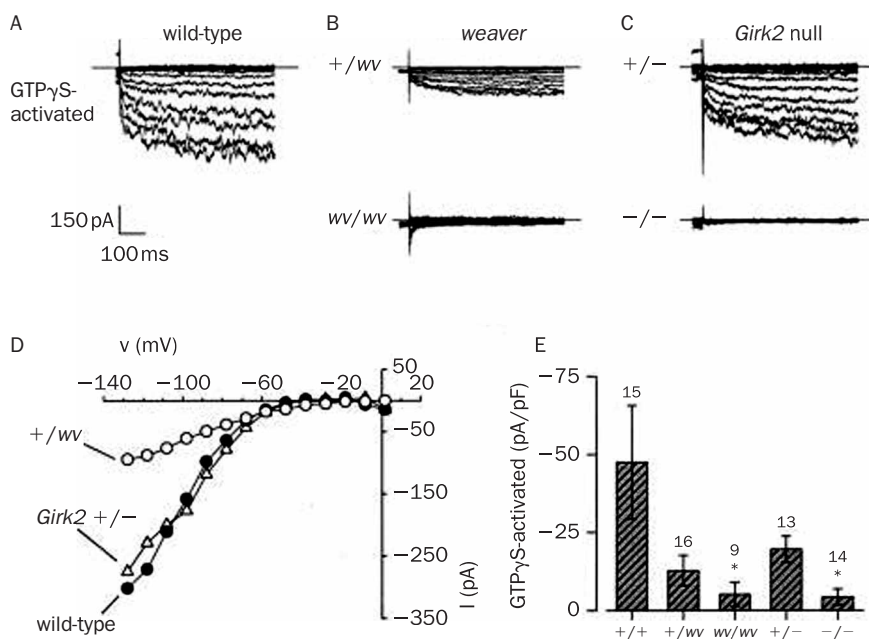 A
wild-type
GTPγS-
activated
150 pA
100 ms
B
weaver
+/wv
wv/wv
C
Girk2 null
+/−
−/−
D
v (mV)
−140 −100 −60 −20 20
50
−50
−150
−250
−350
I (pA)
+/wv
Girk2 +/−
wild-type
E
GTPγS-activated (pA/pF)
−75
−50
−25
0
15
16
9
*
13
14
*
+/+ +/wv wv/wv +/− −/−